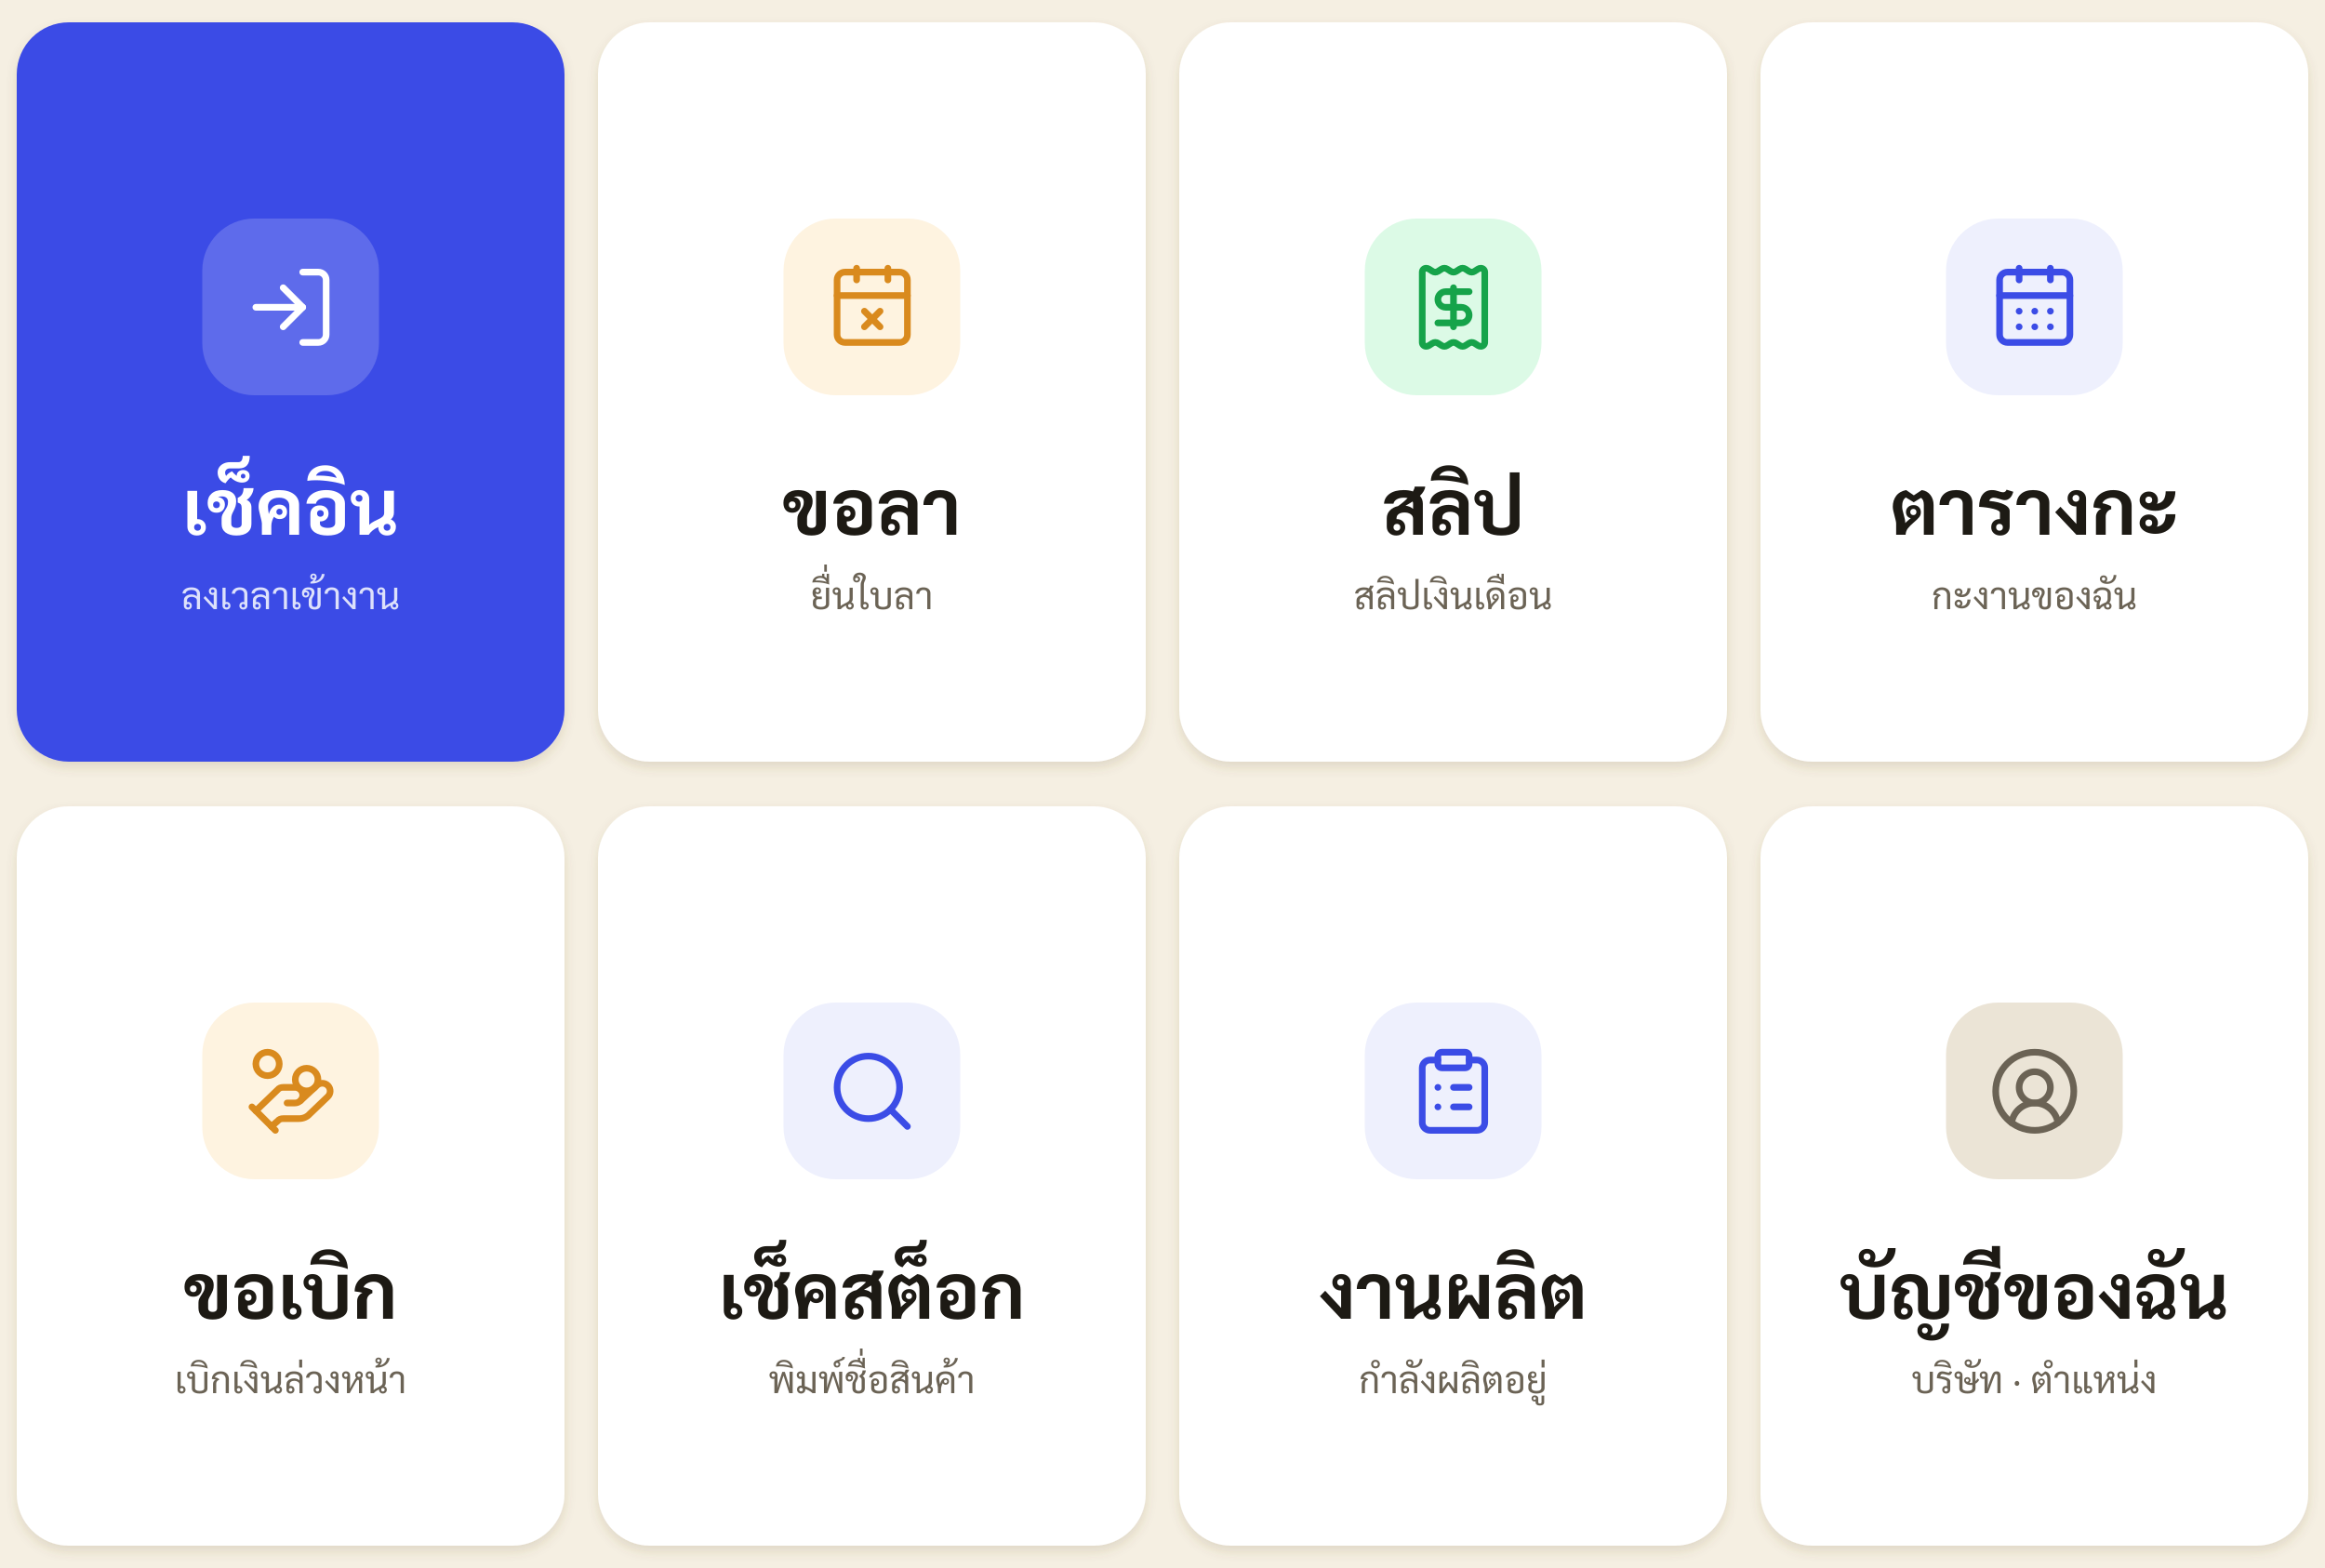 เช็คอิน
ลงเวลาเข้างาน
ขอลา
ยื่นใบลา
สลิป
สลิปเงินเดือน
ตารางกะ
กะงานของฉัน
ขอเบิก
เบิกเงินล่วงหน้า
เช็คสต็อก
พิมพ์ชื่อสินค้า
งานผลิต
กำลังผลิตอยู่
บัญชีของฉัน
บริษัท · ตำแหน่ง